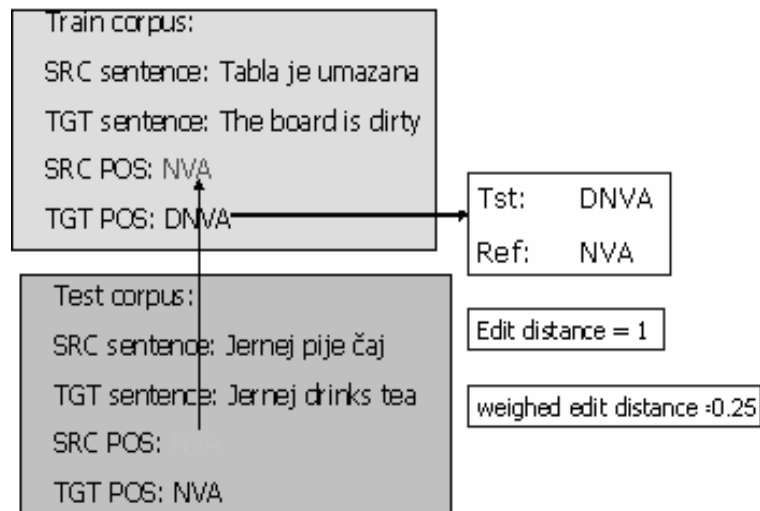 Train corpus:
SRC sentence: Tabla je umazana
TGT sentence: The board is dirty
SRC POS: NVA
TGT POS: DNVA
Tst: DNVA
Ref: NVA
Test corpus:
SRC sentence: Jernej pije čaj
TGT sentence: Jernej drinks tea
SRC POS: NVA
TGT POS: NVA
Edit distance = 1
weighed edit distance =0.25